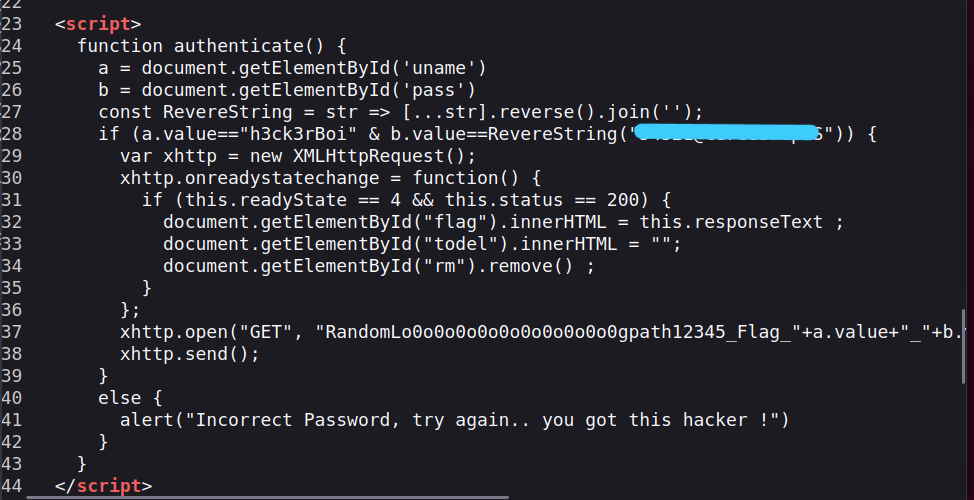 22
23 <script>
24 function authenticate() {
25 a = document.getElementById('uname')
26 b = document.getElementById('pass')
27 const RevereString = str => [...str].reverse().join('');
28 if (a.value=="h3ck3rBoi" & b.value==RevereString("")) {
29 var xhttp = new XMLHttpRequest();
30 xhttp.onreadystatechange = function() {
31 if (this.readyState == 4 && this.status == 200) {
32 document.getElementById("flag").innerHTML = this.responseText ;
33 document.getElementById("todel").innerHTML = "";
34 document.getElementById("rm").remove() ;
35 }
36 };
37 xhttp.open("GET", "RandomLo0o0o0o0o0o0o0o0o0o0gpath12345_Flag_"+a.value+"_"+b.
38 xhttp.send();
39 }
40 else {
41 alert("Incorrect Password, try again.. you got this hacker !")
42 }
43 }
44 </script>